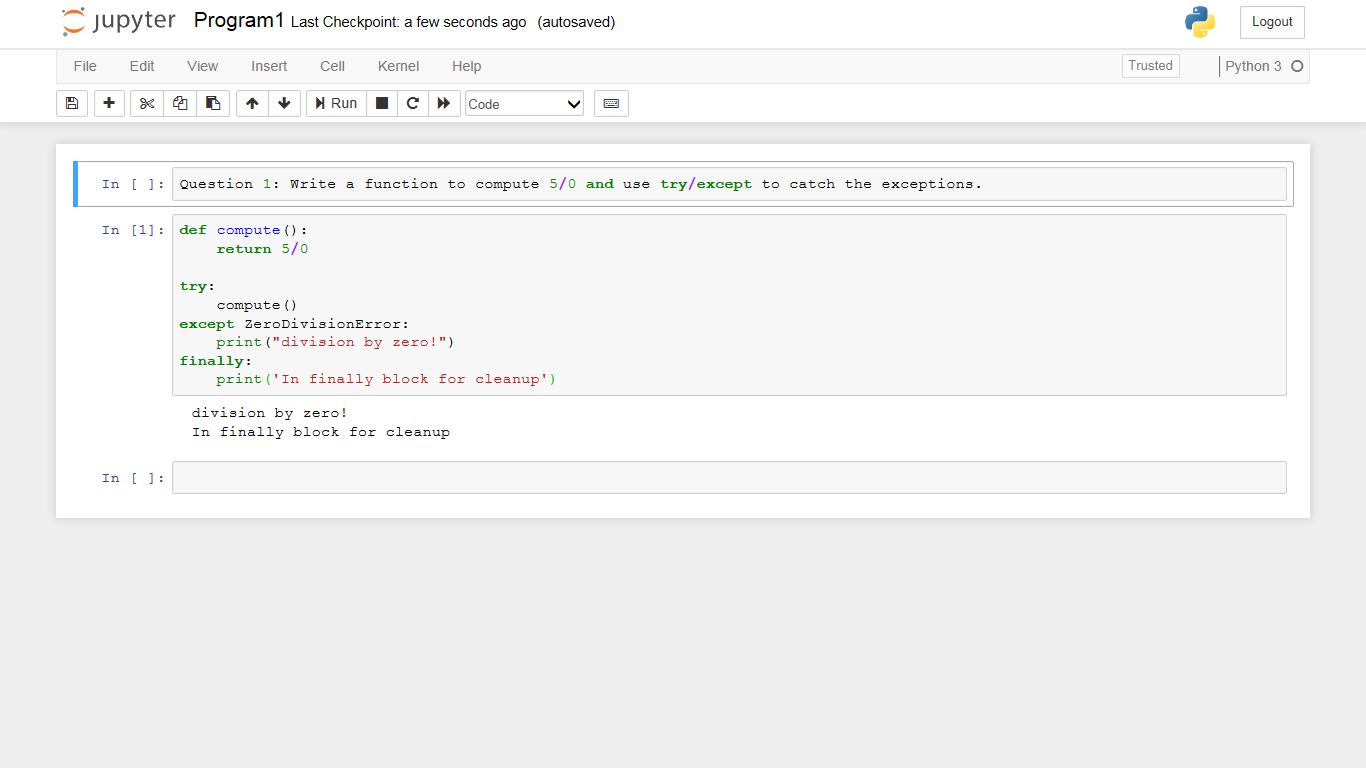 jupyter Program1 Last Checkpoint: a few seconds ago (autosaved) Logout
File Edit View Insert Cell Kernel Help Trusted Python 3
Run Code
In [ ]: Question 1: Write a function to compute 5/0 and use try/except to catch the exceptions.
In [1]: def compute():
    return 5/0
try:
    compute()
except ZeroDivisionError:
    print("division by zero!")
finally:
    print('In finally block for cleanup')
division by zero!
In finally block for cleanup
In [ ]: